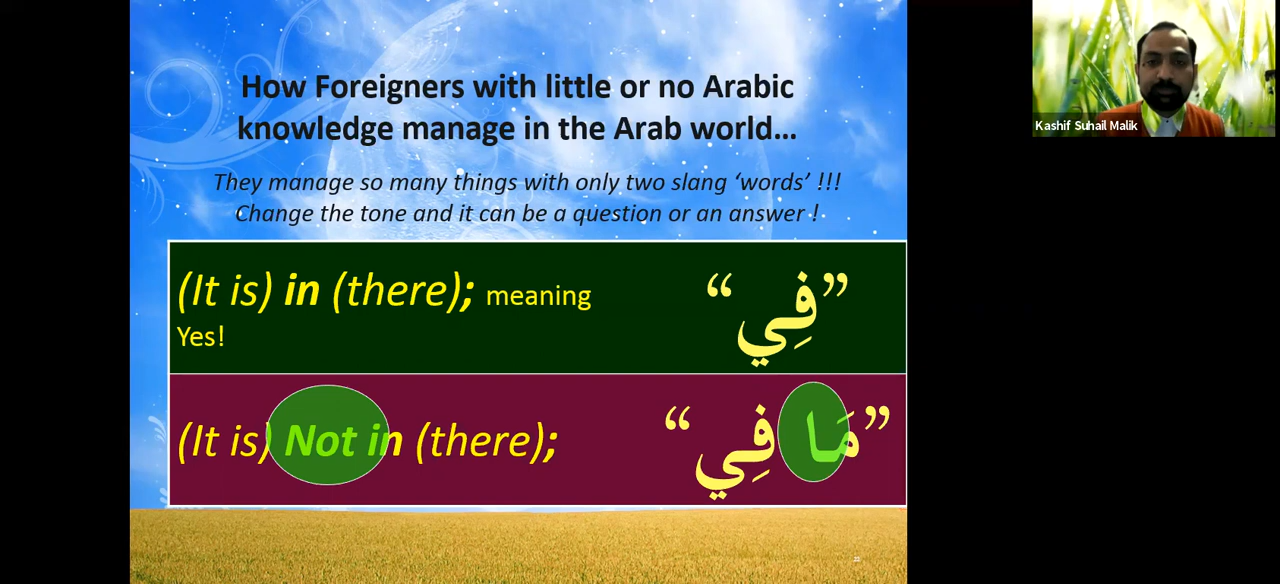 How Foreigners with little or no Arabic
knowledge manage in the Arab world...
They manage so many things with only two slang ‘words’ !!!
Change the tone and it can be a question or an answer !
(It is) in (there); meaning
Yes!
“فِي”
(It is) Not in (there);
“مَا فِي”
Kashif Suhail Malik